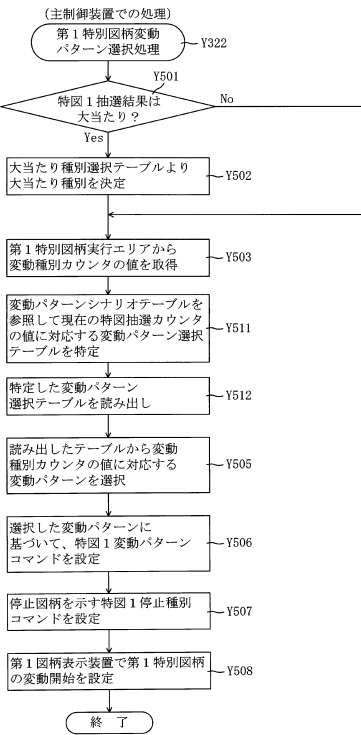 （主制御装置での処理）
第１特別図柄変動
パターン選択処理
Y322
Y501
特図１抽選結果は
大当たり？
No
Yes
大当たり種別選択テーブルより
大当たり種別を決定
Y502
第１特別図柄実行エリアから
変動種別カウンタの値を取得
Y503
変動パターンシナリオテーブルを
参照して現在の特図抽選カウンタ
の値に対応する変動パターン選択
テーブルを特定
Y511
特定した変動パターン
選択テーブルを読み出し
Y512
読み出したテーブルから変動
種別カウンタの値に対応する
変動パターンを選択
Y505
選択した変動パターンに
基づいて、特図１変動パターン
コマンドを設定
Y506
停止図柄を示す特図１停止種別
コマンドを設定
Y507
第１図柄表示装置で第１特別図柄
の変動開始を設定
Y508
終了